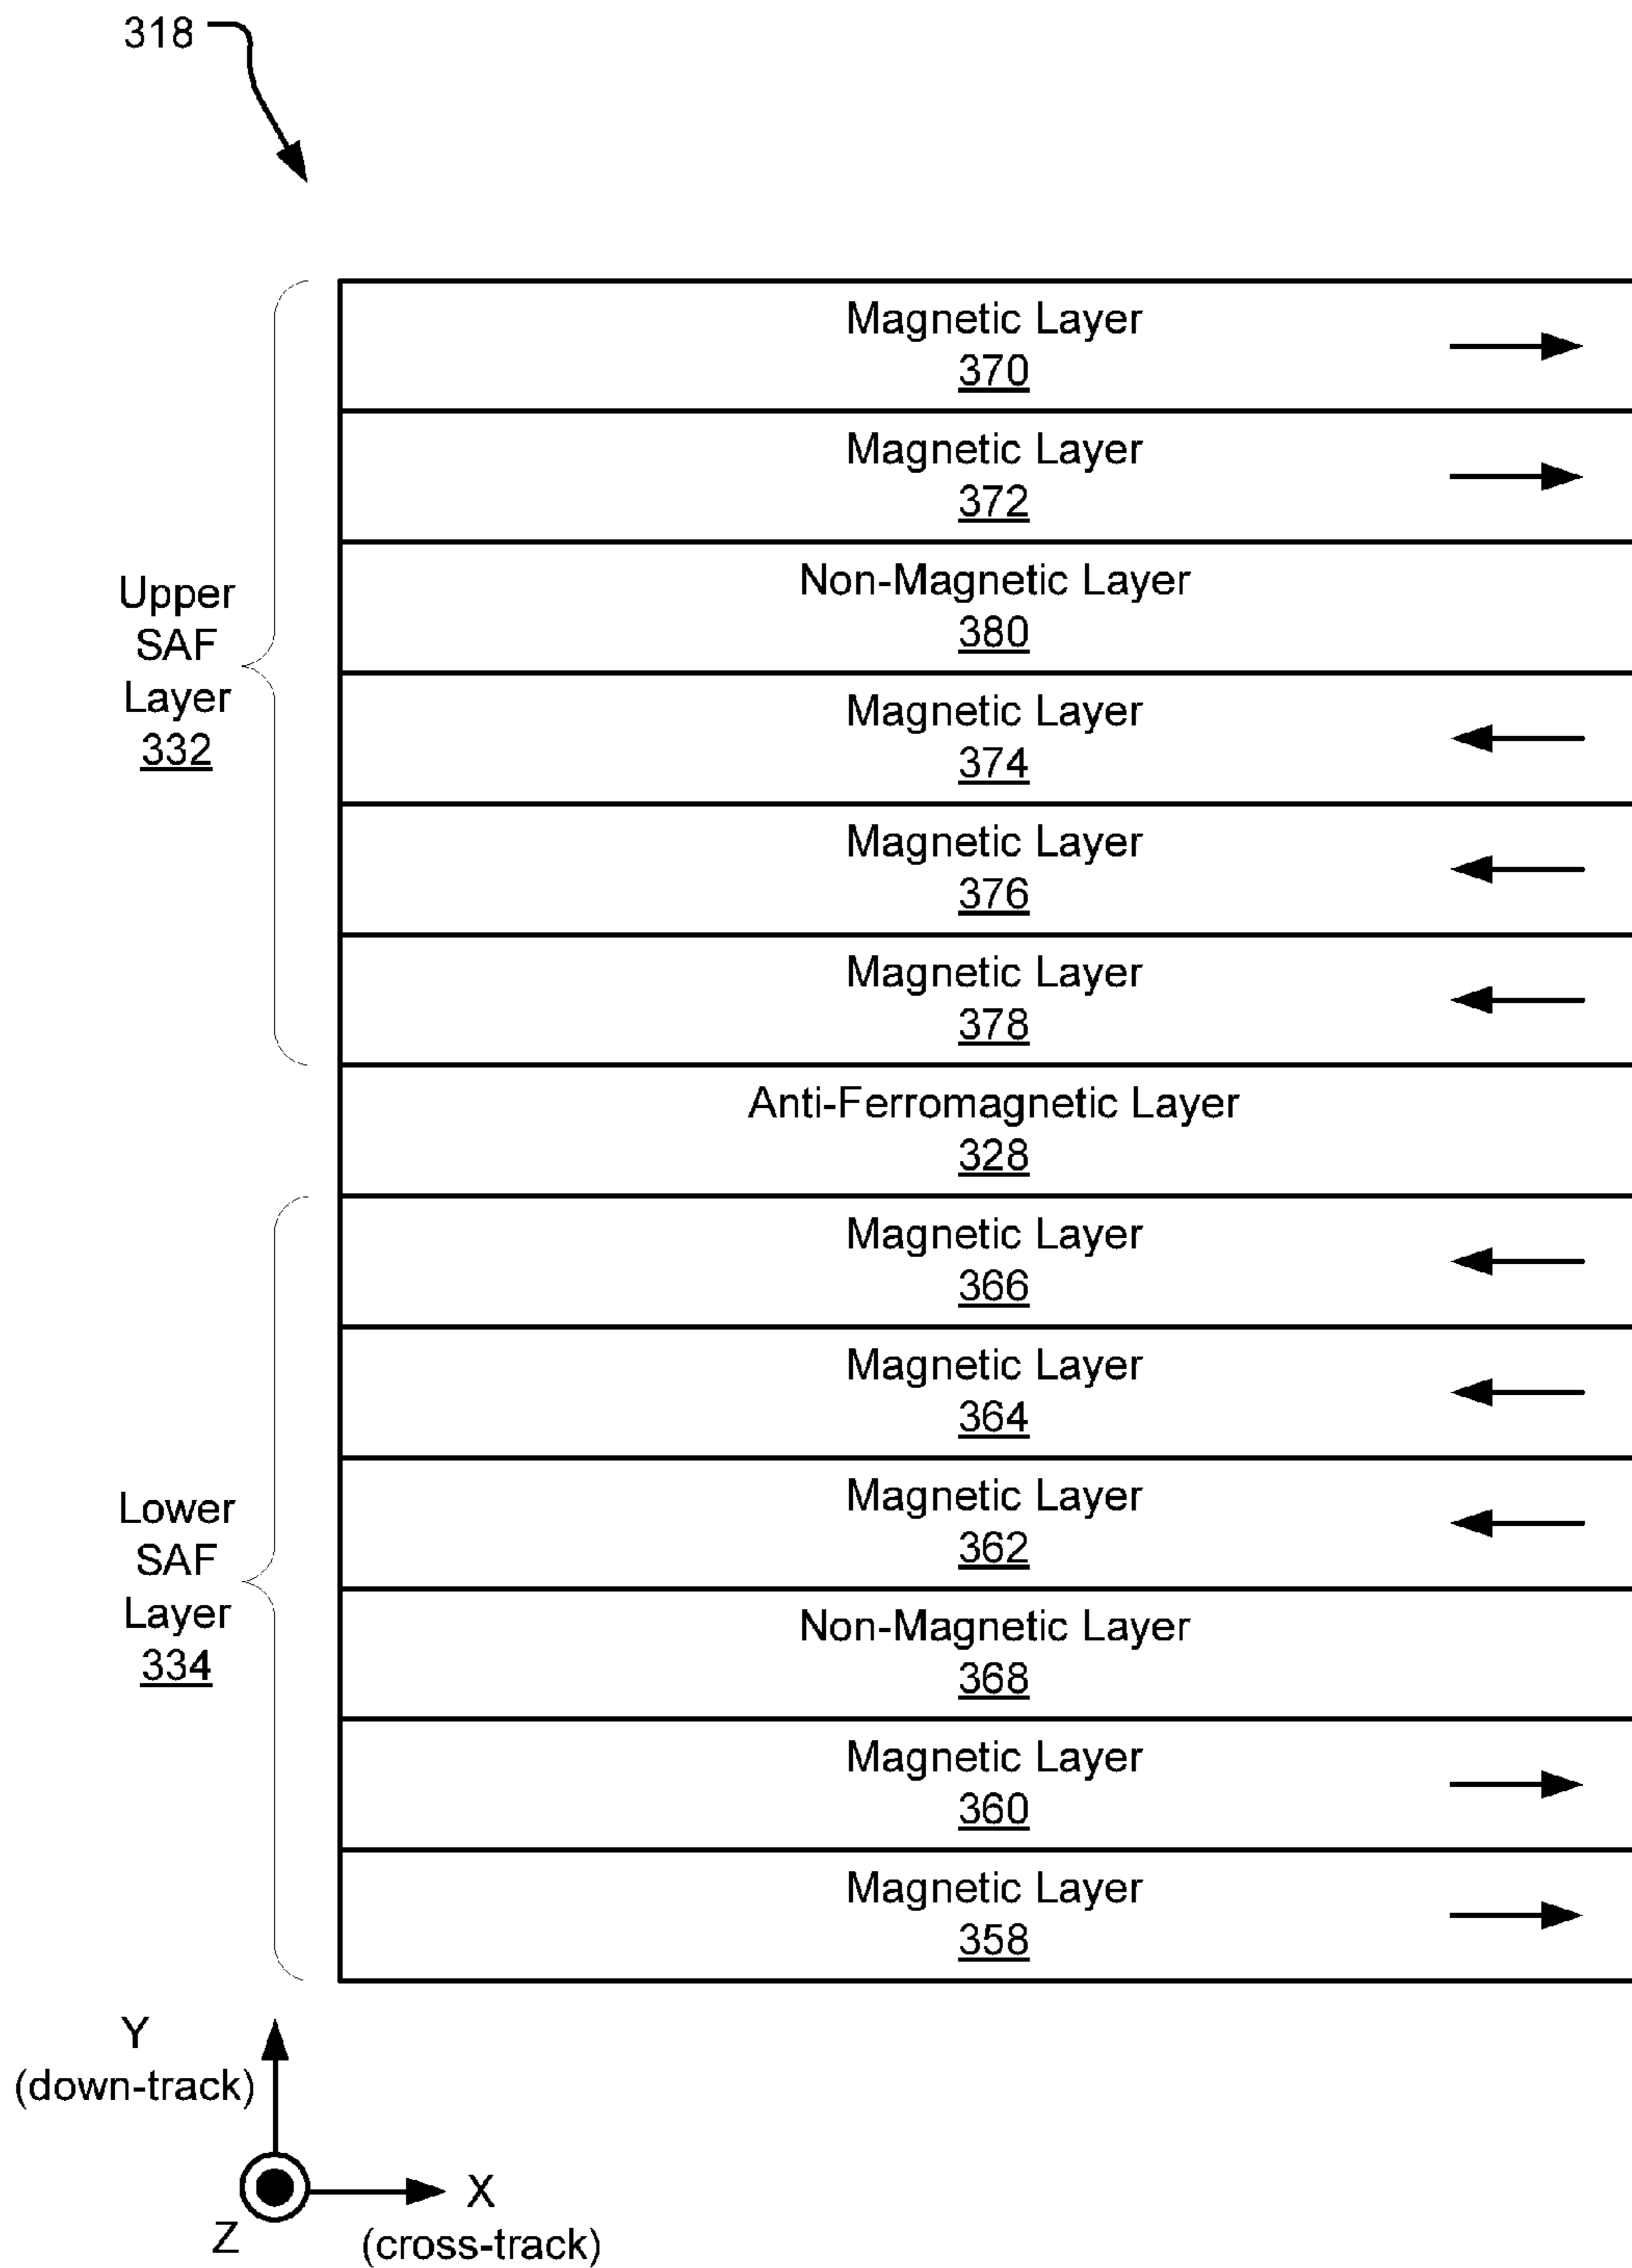 318
Magnetic Layer
370
Magnetic Layer
372
Non-Magnetic Layer
380
Magnetic Layer
374
Magnetic Layer
376
Magnetic Layer
378
Upper
SAF
Layer
332
Anti-Ferromagnetic Layer
328
Magnetic Layer
366
Magnetic Layer
364
Magnetic Layer
362
Non-Magnetic Layer
368
Magnetic Layer
360
Magnetic Layer
358
Lower
SAF
Layer
334
Y
(down-track)
X
(cross-track)
Z